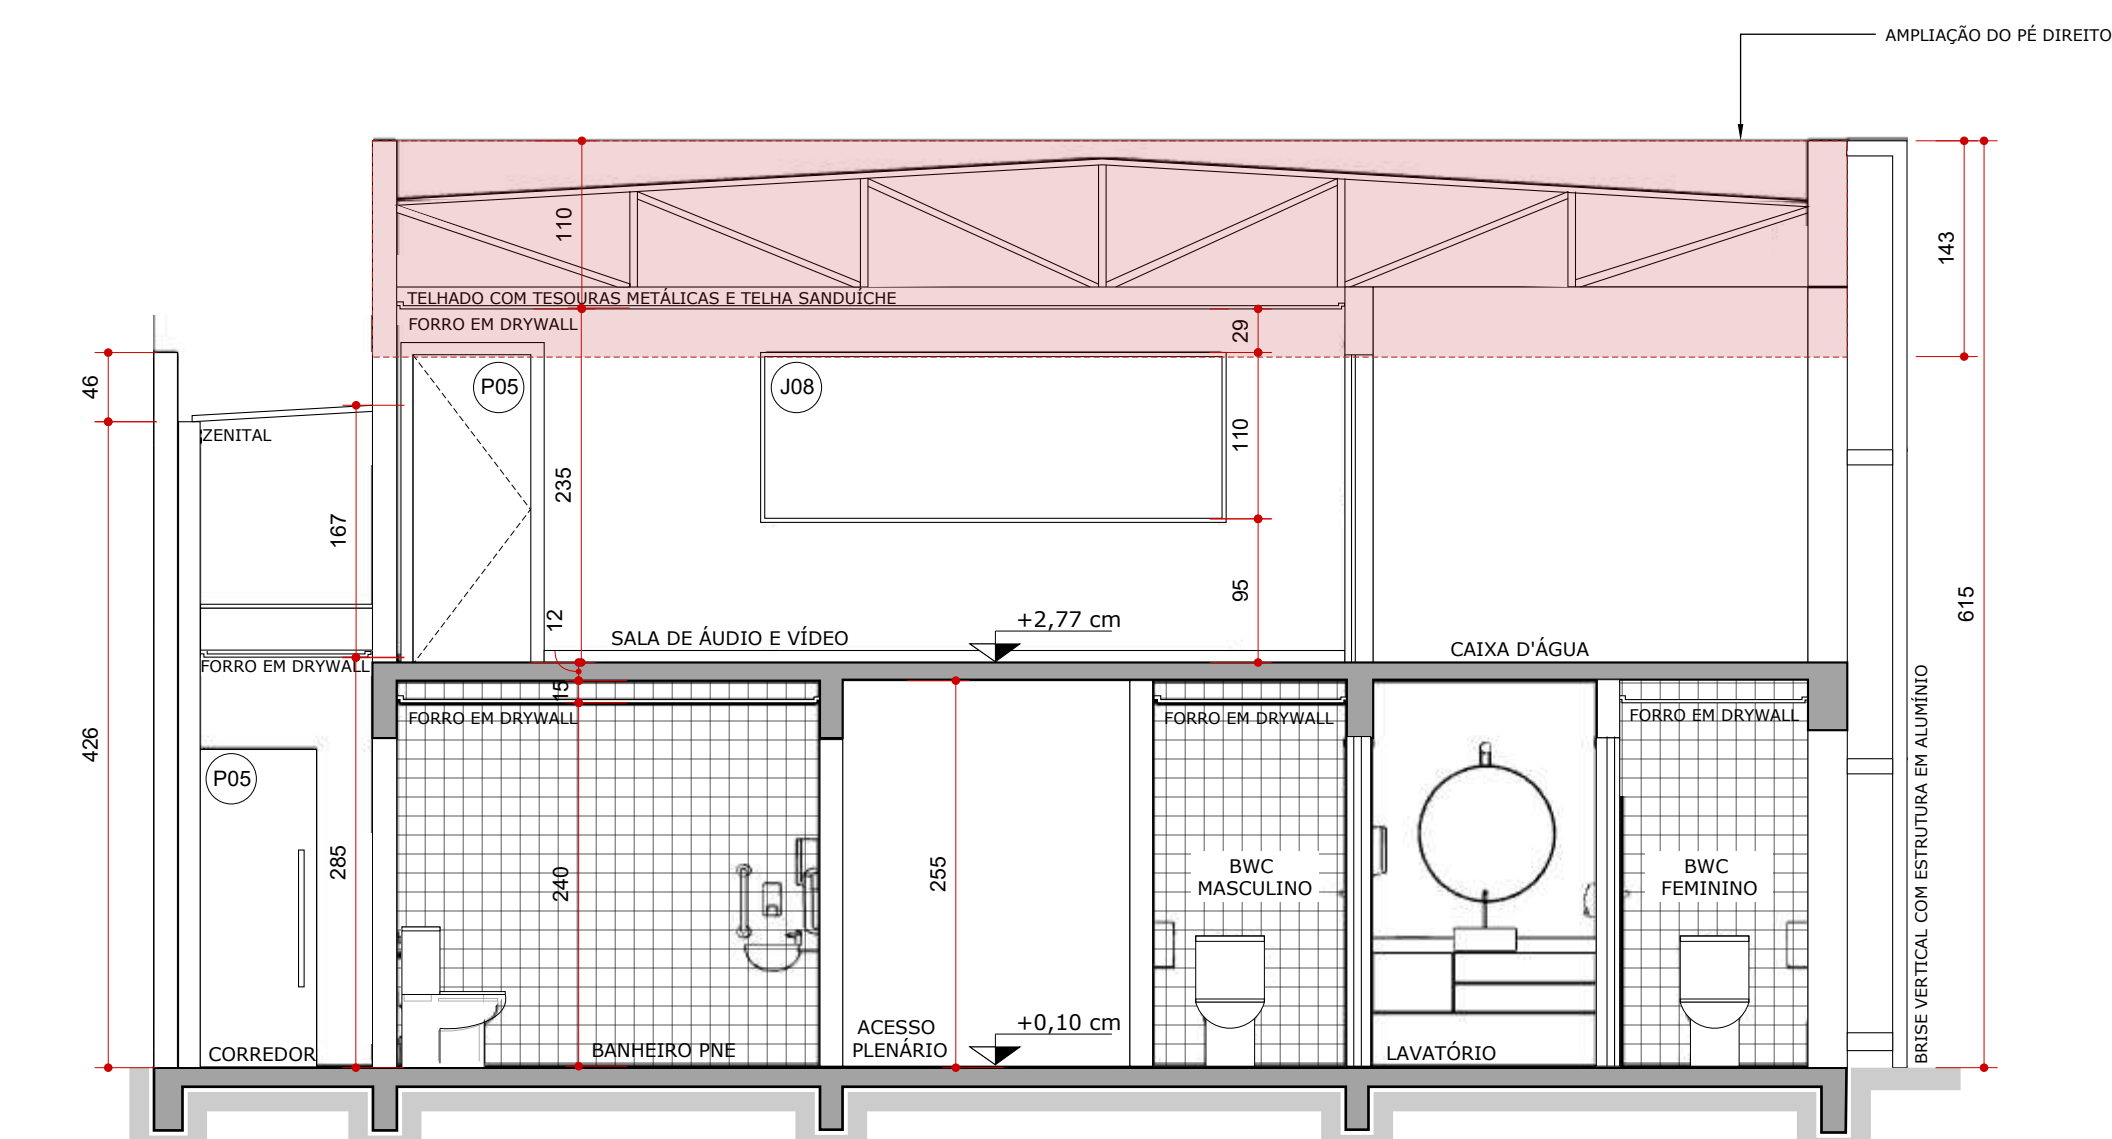 AMPLIAÇÃO DO PÉ DIREITO
110
143
TELHADO COM TESOURAS METÁLICAS E TELHA SANDUÍCHE
FORRO EM DRYWALL
29
46
P05
J08
ZENITAL
110
235
167
95
615
12
SALA DE ÁUDIO E VÍDEO
+2,77 cm
CAIXA D'ÁGUA
FORRO EM DRYWALL
15
FORRO EM DRYWALL
FORRO EM DRYWALL
FORRO EM DRYWALL
426
P05
285
240
255
BWC
MASCULINO
BWC
FEMININO
BRISE VERTICAL COM ESTRUTURA EM ALUMÍNIO
CORREDOR
BANHEIRO PNE
ACESSO
PLENÁRIO
+0,10 cm
LAVATÓRIO